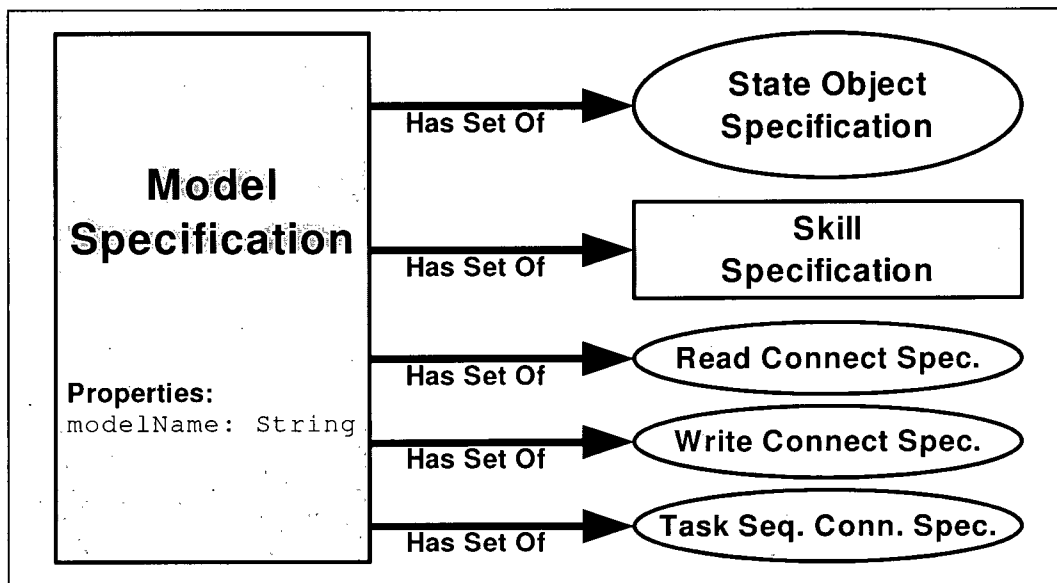 Model
Specification
Properties:
modelName: String
Has Set Of
State Object
Specification
Has Set Of
Skill
Specification
Has Set Of
Read Connect Spec.
Has Set Of
Write Connect Spec.
Has Set Of
Task Seq. Conn. Spec.